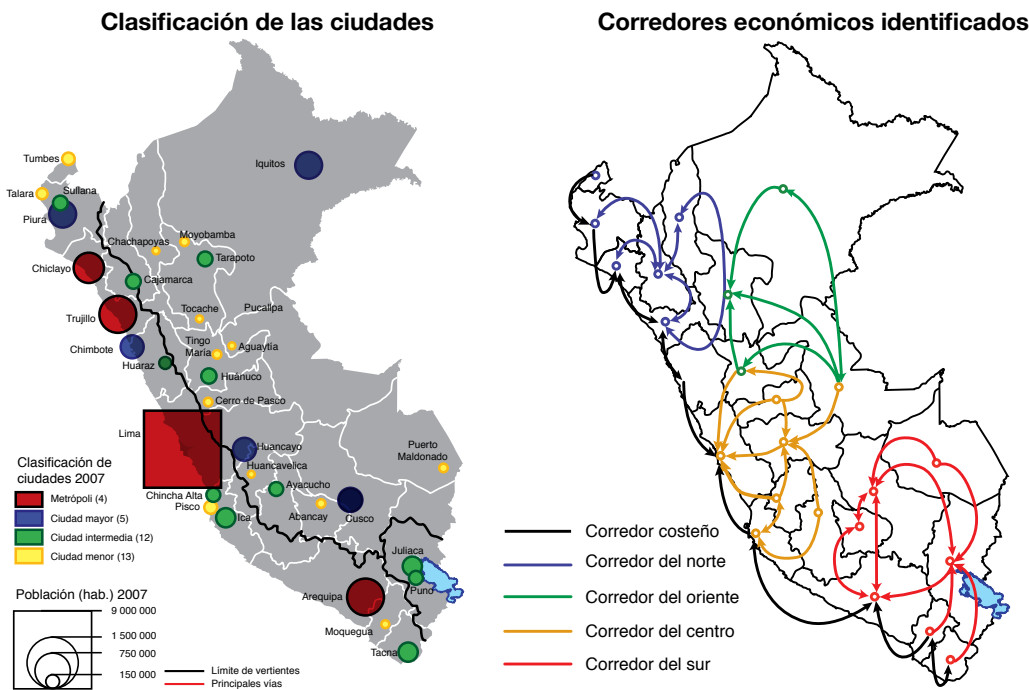 Clasificación de las ciudades
Tumbes
Talara
Sullana
Piura
Iquitos
Chachapoyas
Moyobamba
Tarapoto
Chiclayo
Cajamarca
Trujillo
Tocache
Pucallpa
Chimbote
Tingo
María
Aguaytía
Huaraz
Huánuco
Cerro de Pasco
Lima
Huancayo
Huancavelica
Puerto
Maldonado
Chincha Alta
Pisco
Ica
Ayacucho
Abancay
Cusco
Juliaca
Puno
Arequipa
Moquegua
Tacna
Clasificación de
ciudades 2007
Metrópoli (4)
Ciudad mayor (5)
Ciudad intermedia (12)
Ciudad menor (13)
Población (hab.) 2007
9 000 000
1 500 000
750 000
150 000
Límite de vertientes
Principales vías
Corredores económicos identificados
Corredor costeño
Corredor del norte
Corredor del oriente
Corredor del centro
Corredor del sur